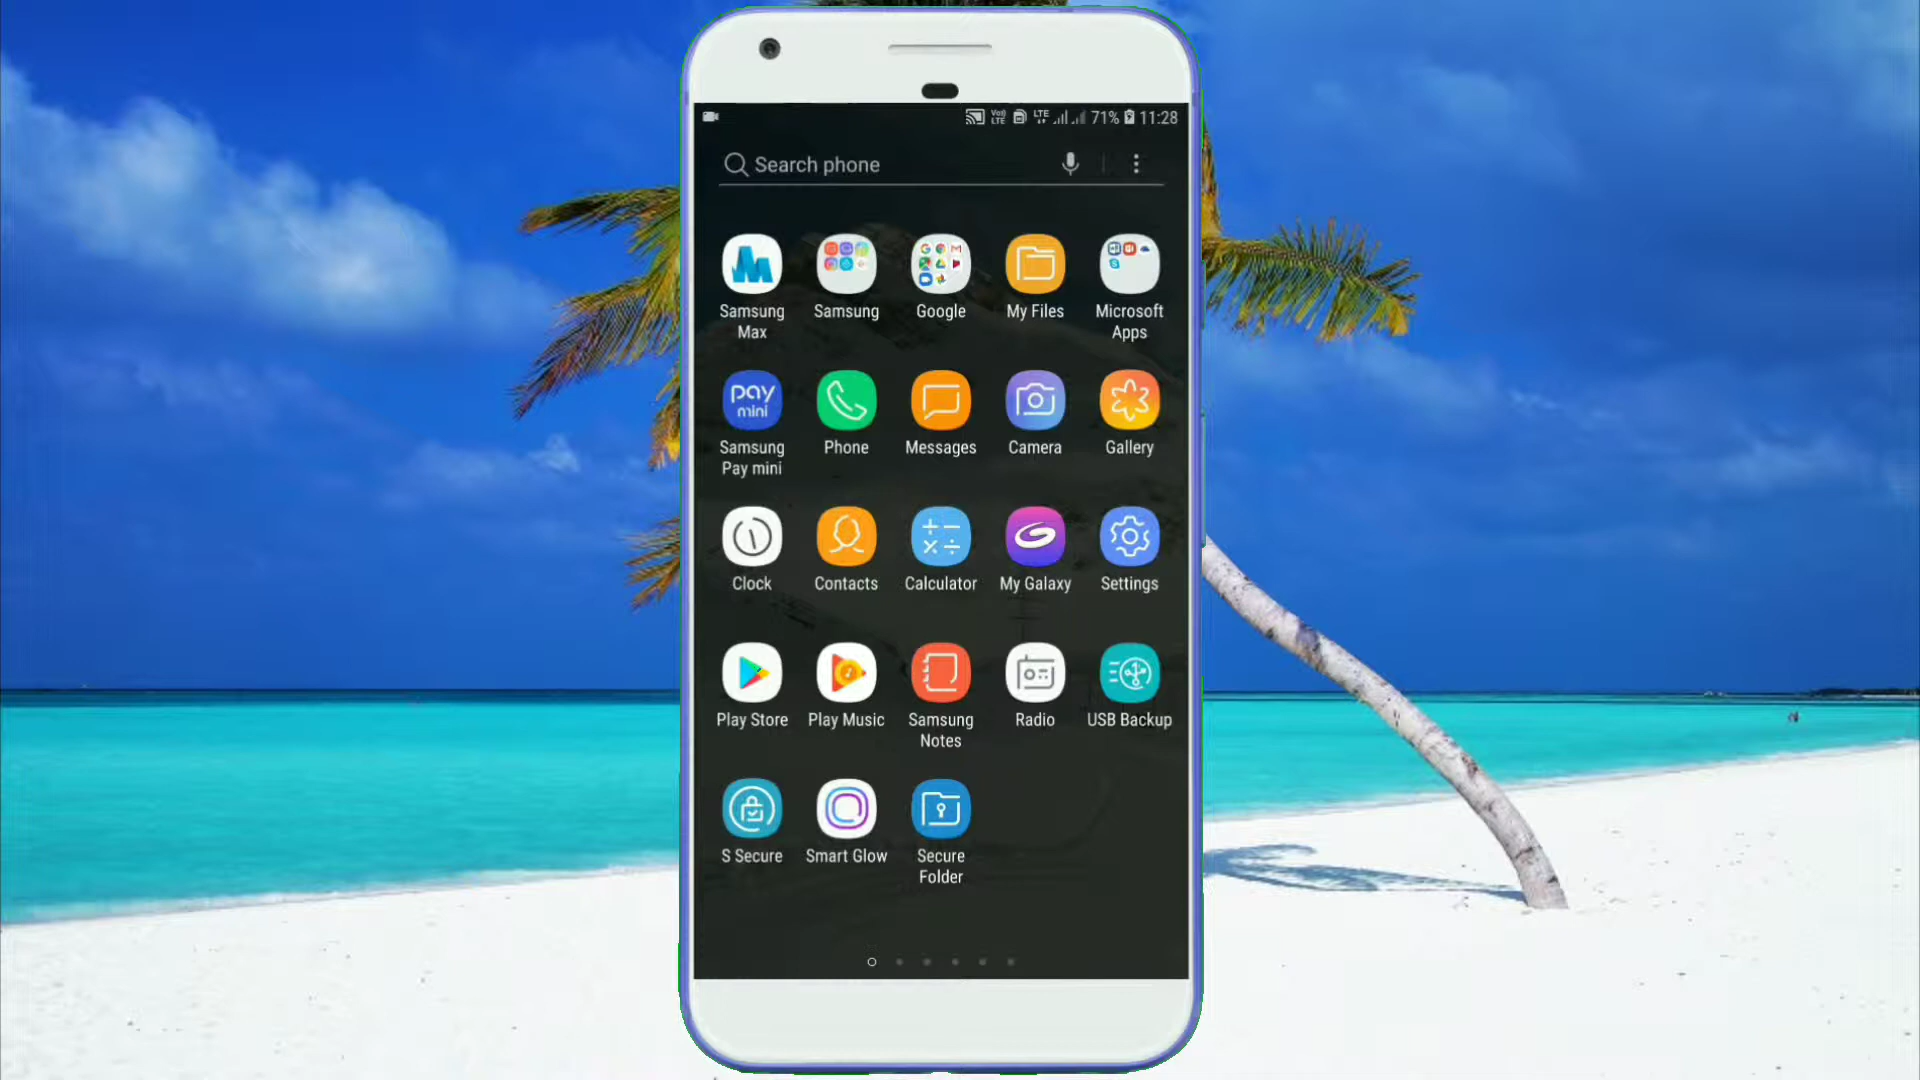 VoLTE LTE 71% 11:28
Search phone
Samsung Max
Samsung
Google
My Files
Microsoft Apps
pay mini
Samsung Pay mini
Phone
Messages
Camera
Gallery
Clock
Contacts
Calculator
My Galaxy
Settings
Play Store
Play Music
Samsung Notes
Radio
USB Backup
S Secure
Smart Glow
Secure Folder